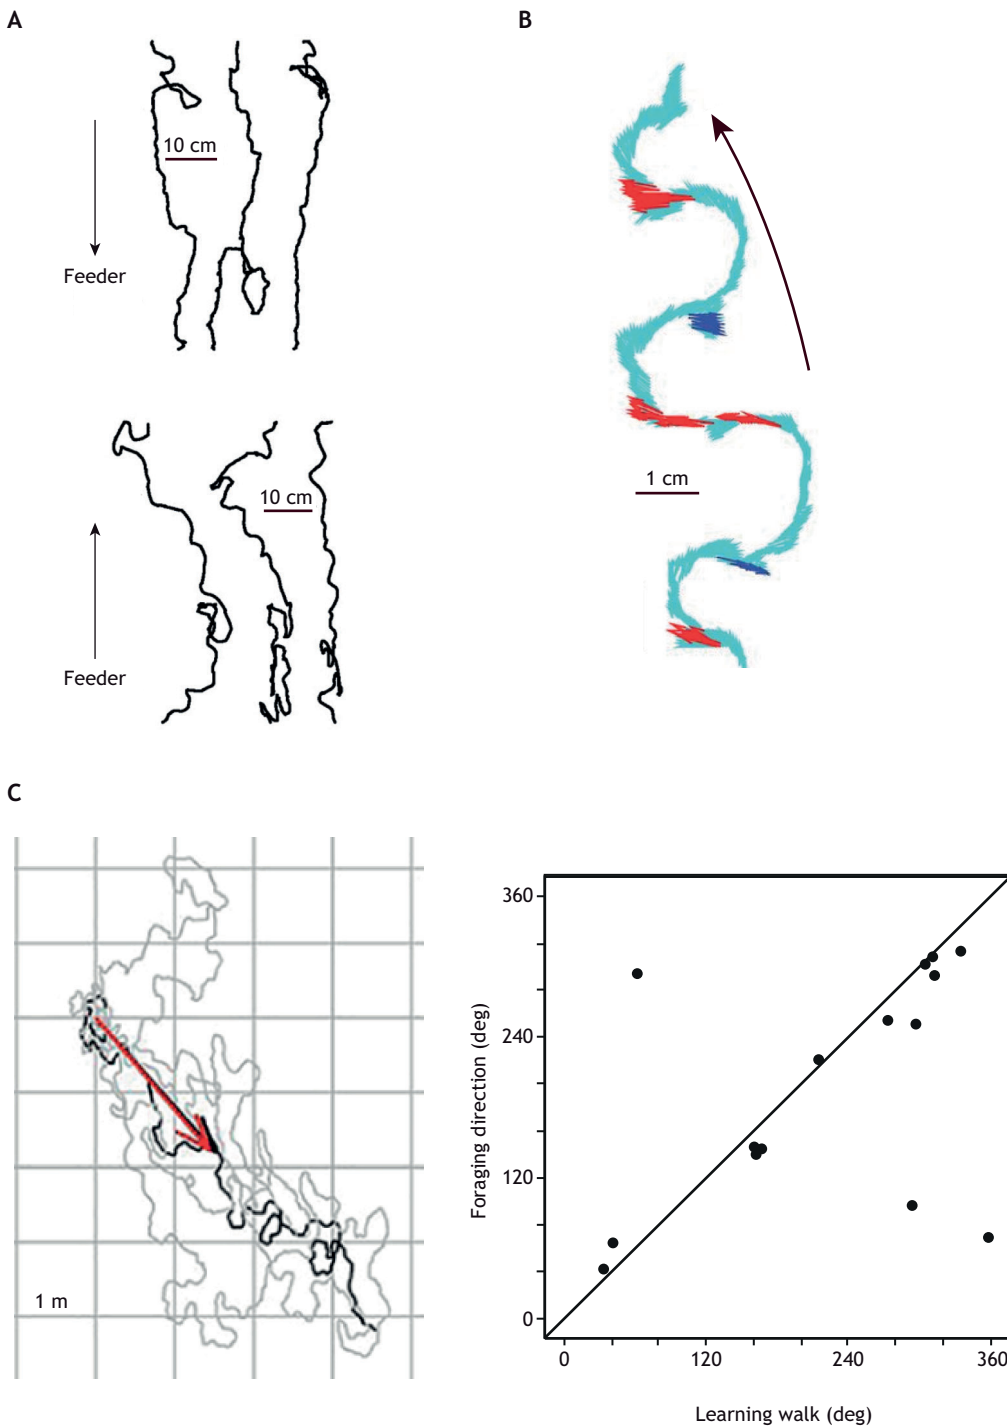 A
B
10 cm
Feeder
10 cm
Feeder
1 cm
C
1 m
360
240
120
0
Foraging direction (deg)
0 120 240 360
Learning walk (deg)